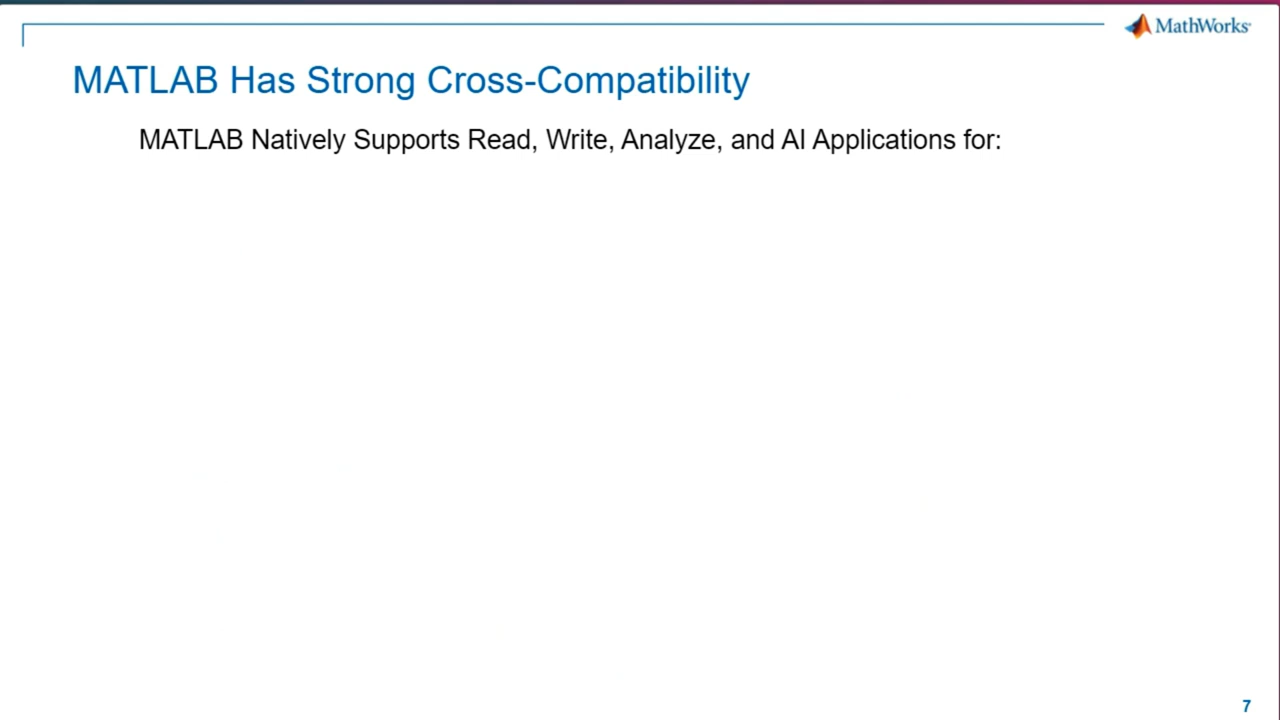 MathWorks®
MATLAB Has Strong Cross-Compatibility
MATLAB Natively Supports Read, Write, Analyze, and AI Applications for:
7